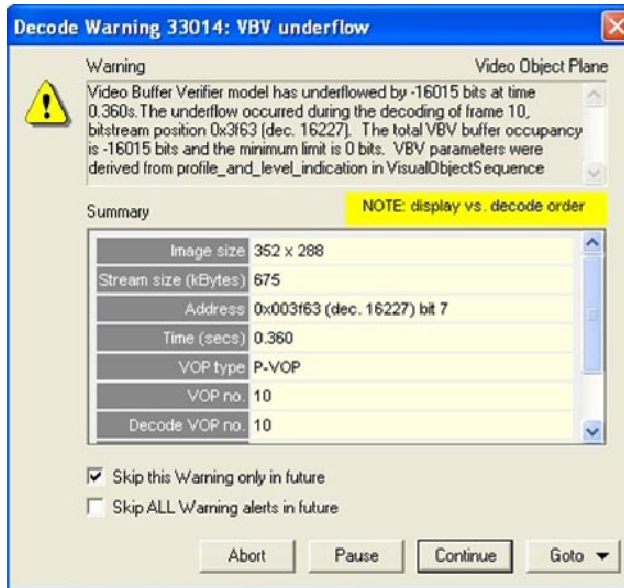 Decode Warning 33014: VBV underflow
Warning
Video Object Plane
Video Buffer Verifier model has underflowed by -16015 bits at time
0.360s. The underflow occurred during the decoding of frame 10,
bitstream position 0x3f63 (dec. 16227). The total VBV buffer occupancy
is -16015 bits and the minimum limit is 0 bits. VBV parameters were
derived from profile_and_level_indication in VisualObjectSequence
Summary
NOTE: display vs. decode order
Image size 352 x 288
Stream size (kBytes) 675
Address 0x003f63 (dec. 16227) bit 7
Time (secs) 0.360
VOP type P-VOP
VOP no. 10
Decode VOP no. 10
Skip this Warning only in future
Skip ALL Warning alerts in future
Abort Pause Continue Goto